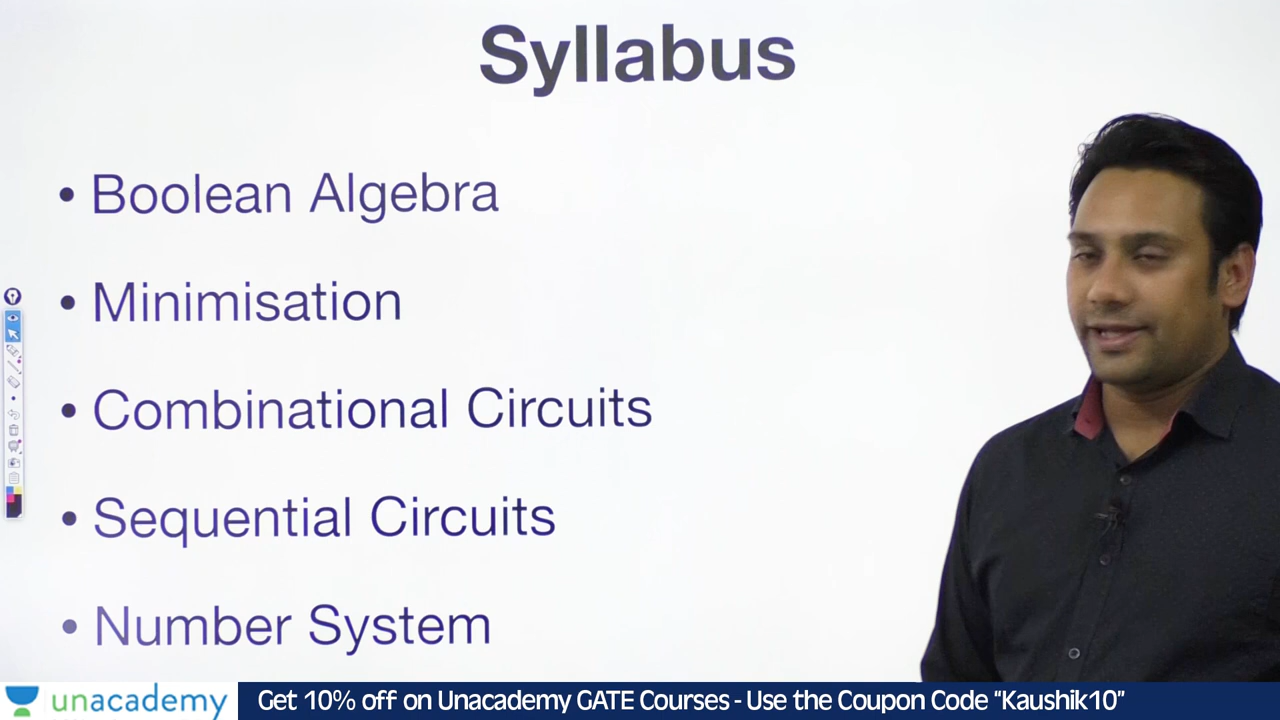 Syllabus
• Boolean Algebra
• Minimisation
• Combinational Circuits
• Sequential Circuits
• Number System
unacademy
Get 10% off on Unacademy GATE Courses - Use the Coupon Code “Kaushik10”